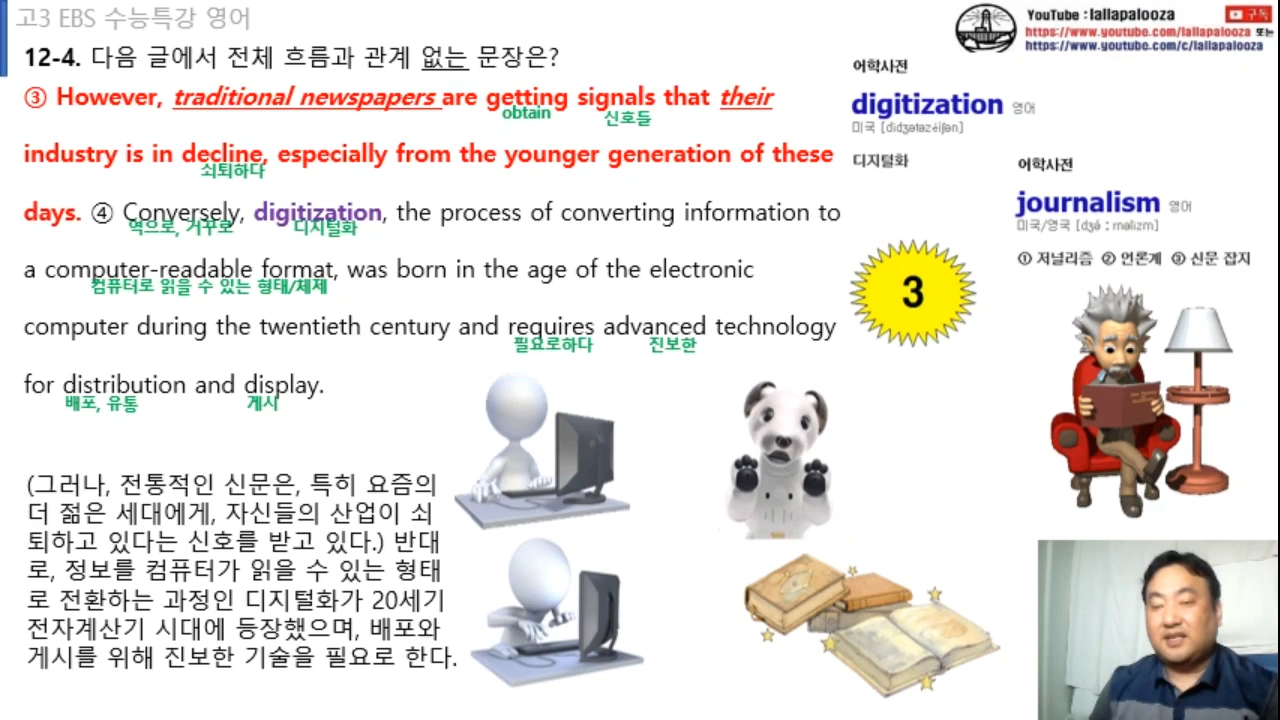 고3 EBS 수능특강 영어
YouTube : lallapalooza
구독
https://www.youtube.com/lallapalooza 또는
https://www.youtube.com/c/lallapalooza
12-4. 다음 글에서 전체 흐름과 관계 없는 문장은?
③ However, traditional newspapers are getting signals that their
obtain 신호들
industry is in decline, especially from the younger generation of these
쇠퇴하다
days. ④ Conversely, digitization, the process of converting information to
역으로, 거꾸로 디지털화
a computer-readable format, was born in the age of the electronic
컴퓨터로 읽을 수 있는 형태/체제
computer during the twentieth century and requires advanced technology
필요로하다 진보한
for distribution and display.
배포, 유통 게시
(그러나, 전통적인 신문은, 특히 요즘의
더 젊은 세대에게, 자신들의 산업이 쇠
퇴하고 있다는 신호를 받고 있다.) 반대
로, 정보를 컴퓨터가 읽을 수 있는 형태
로 전환하는 과정인 디지털화가 20세기
전자계산기 시대에 등장했으며, 배포와
게시를 위해 진보한 기술을 필요로 한다.
어학사전
digitization 영어
미국 [dìdʒətəzéiʃən]
디지털화
어학사전
journalism 영어
미국/영국 [dʒə́ːrnəlìzm]
① 저널리즘 ② 언론계 ③ 신문 잡지
3